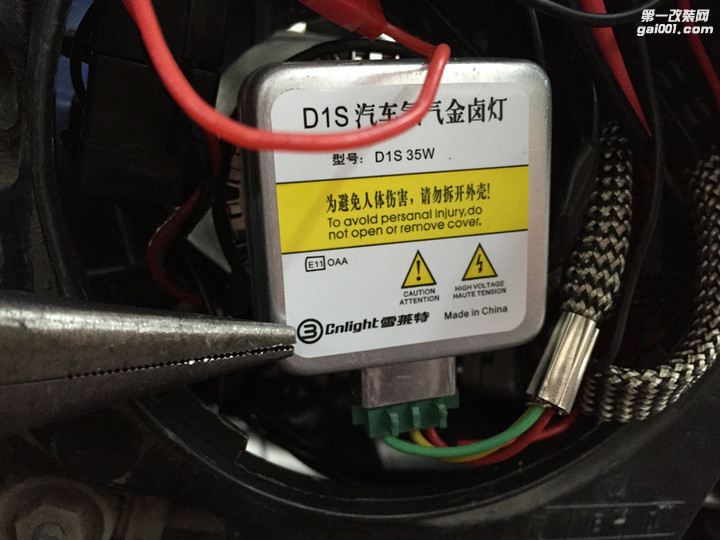 第一改装网
gai001.com
D1S 汽车氙气金卤灯
型号：D1S 35W
为避免人体伤害，请勿拆开外壳!
To avoid persanal injury,do
not open or remove cover.
E11 OAA
CAUTION
ATTENTION
HIGH VOLTAGE
HAUTE TENSION
Cnlight 雪莱特
Made in China